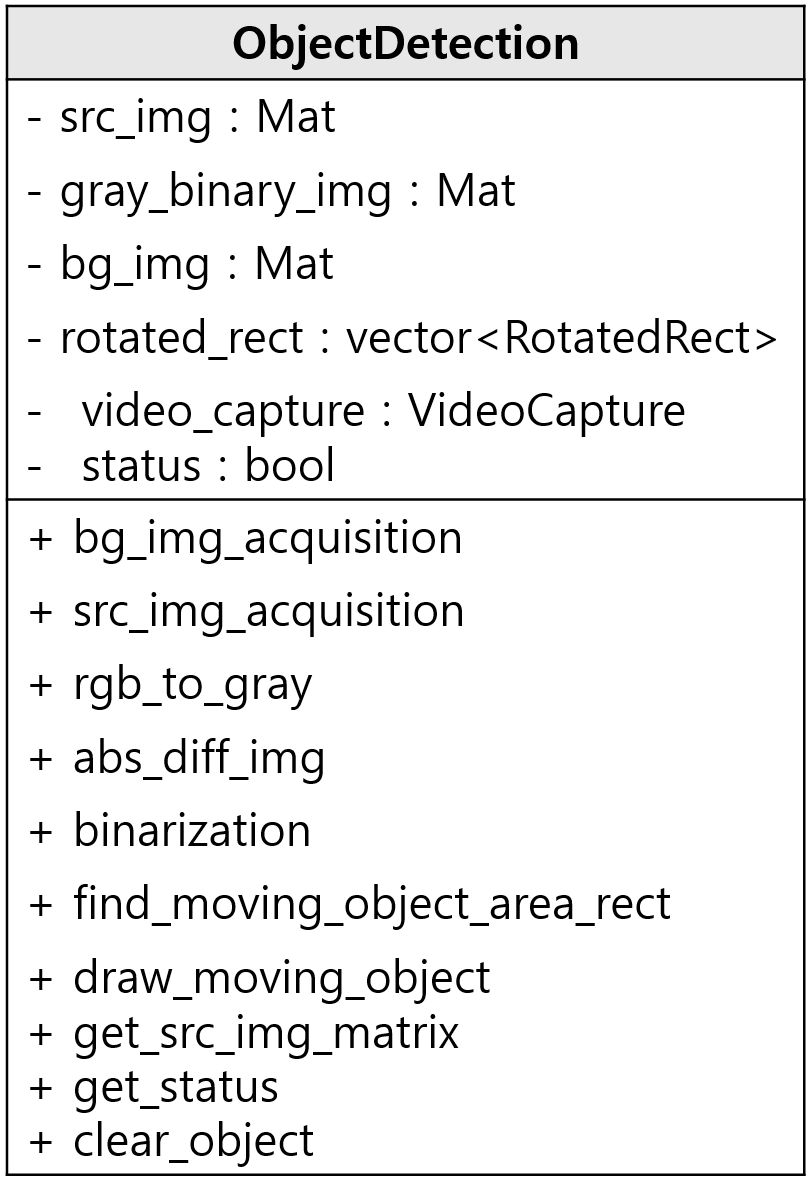 ObjectDetection
- src_img : Mat
- gray_binary_img : Mat
- bg_img : Mat
- rotated_rect : vector<RotatedRect>
- video_capture : VideoCapture
- status : bool
+ bg_img_acquisition
+ src_img_acquisition
+ rgb_to_gray
+ abs_diff_img
+ binarization
+ find_moving_object_area_rect
+ draw_moving_object
+ get_src_img_matrix
+ get_status
+ clear_object